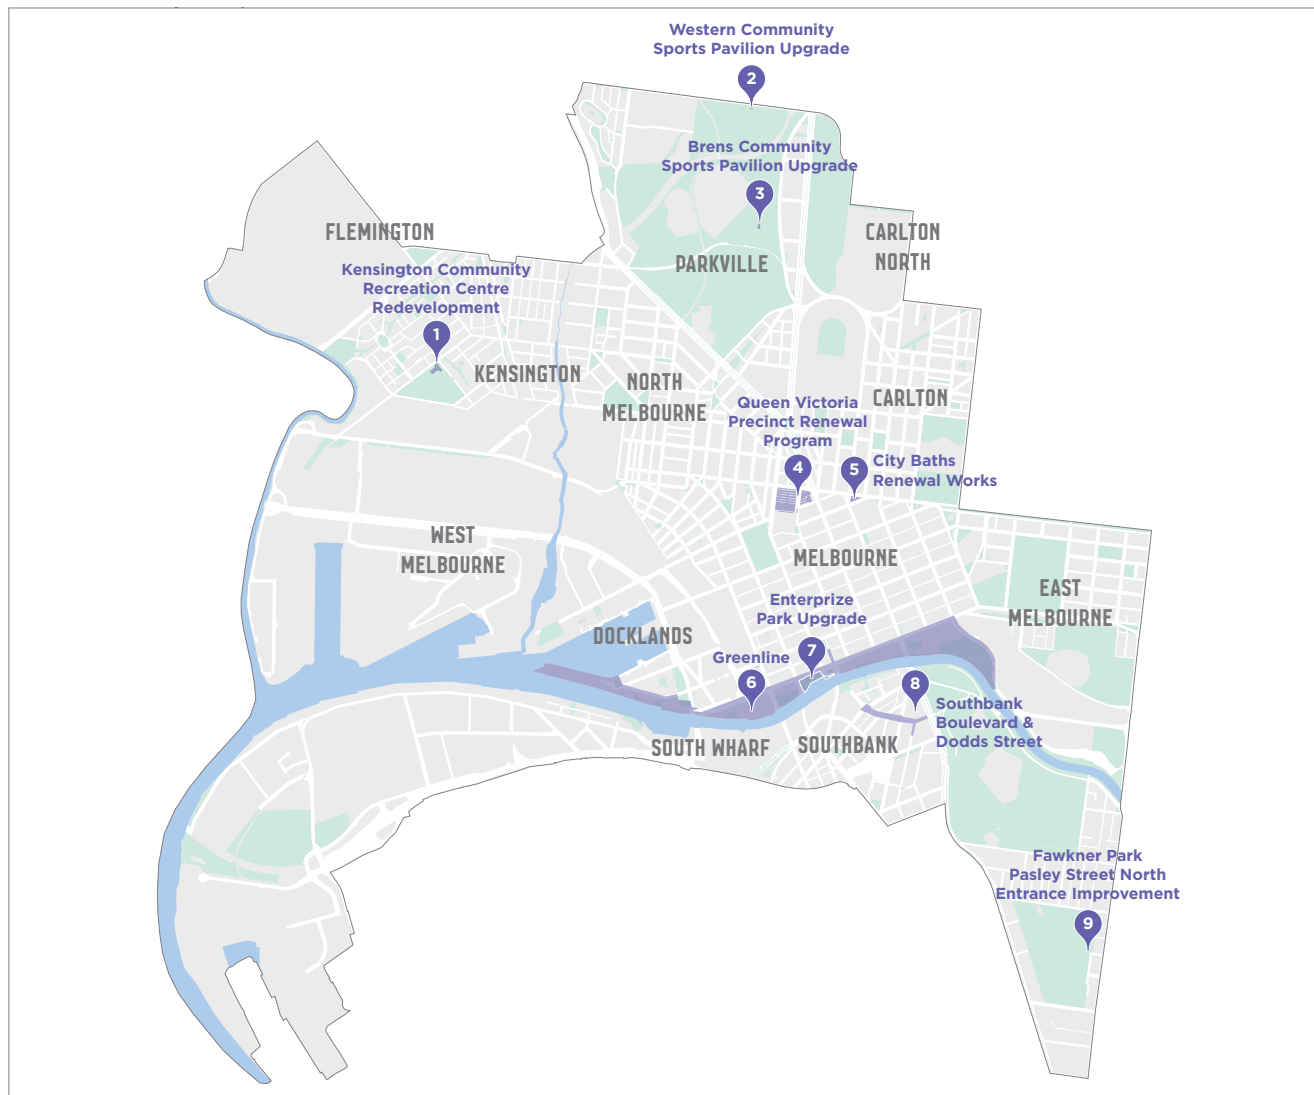 Western Community
Sports Pavilion Upgrade
2
Brens Community
Sports Pavilion Upgrade
3
FLEMINGTON
CARLTON
NORTH
PARKVILLE
Kensington Community
Recreation Centre
Redevelopment
1
KENSINGTON
NORTH
MELBOURNE
CARLTON
Queen Victoria
Precinct Renewal
Program
4
5
City Baths
Renewal Works
WEST
MELBOURNE
MELBOURNE
EAST
MELBOURNE
Enterprize
Park Upgrade
7
DOCKLANDS
Greenline
6
8
Southbank
Boulevard &
Dodds Street
SOUTH WHARF
SOUTHBANK
Fawkner Park
Pasley Street North
Entrance Improvement
9